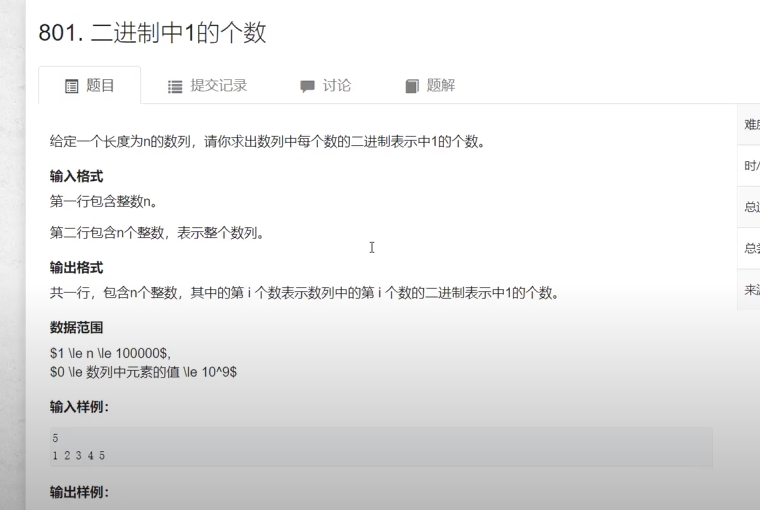 801. 二进制中1的个数
题目
提交记录
讨论
题解
给定一个长度为n的数列，请你求出数列中每个数的二进制表示中1的个数。
输入格式
第一行包含整数n。
第二行包含n个整数，表示整个数列。
输出格式
共一行，包含n个整数，其中的第 i 个数表示数列中的第 i 个数的二进制表示中1的个数。
数据范围
$1 \le n \le 100000$,
$0 \le 数列中元素的值 \le 10^9$
输入样例：
5
1 2 3 4 5
输出样例：
时/